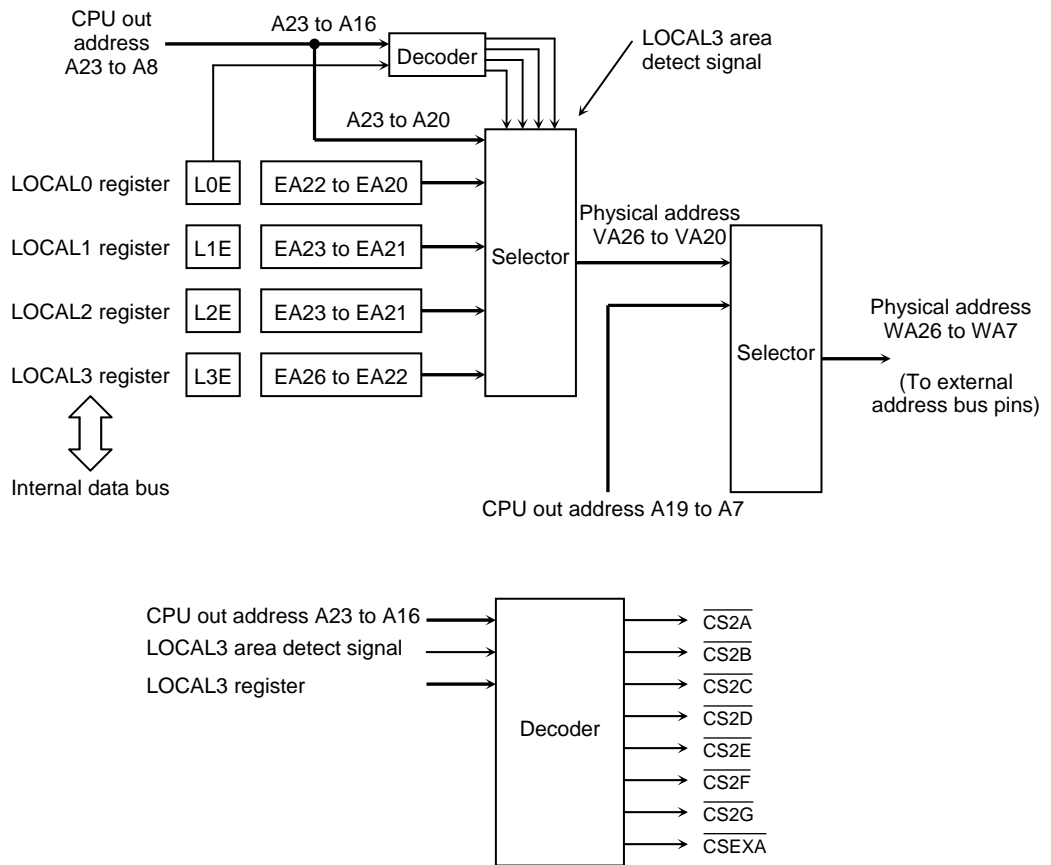 CPU out
address
A23 to A8
A23 to A16
Decoder
LOCAL3 area
detect signal
A23 to A20
LOCAL0 register
L0E
EA22 to EA20
LOCAL1 register
L1E
EA23 to EA21
LOCAL2 register
L2E
EA23 to EA21
LOCAL3 register
L3E
EA26 to EA22
Selector
Physical address
VA26 to VA20
Selector
Physical address
WA26 to WA7
(To external
address bus pins)
Internal data bus
CPU out address A19 to A7
CPU out address A23 to A16
LOCAL3 area detect signal
LOCAL3 register
Decoder
CS2A
CS2B
CS2C
CS2D
CS2E
CS2F
CS2G
CSEXA